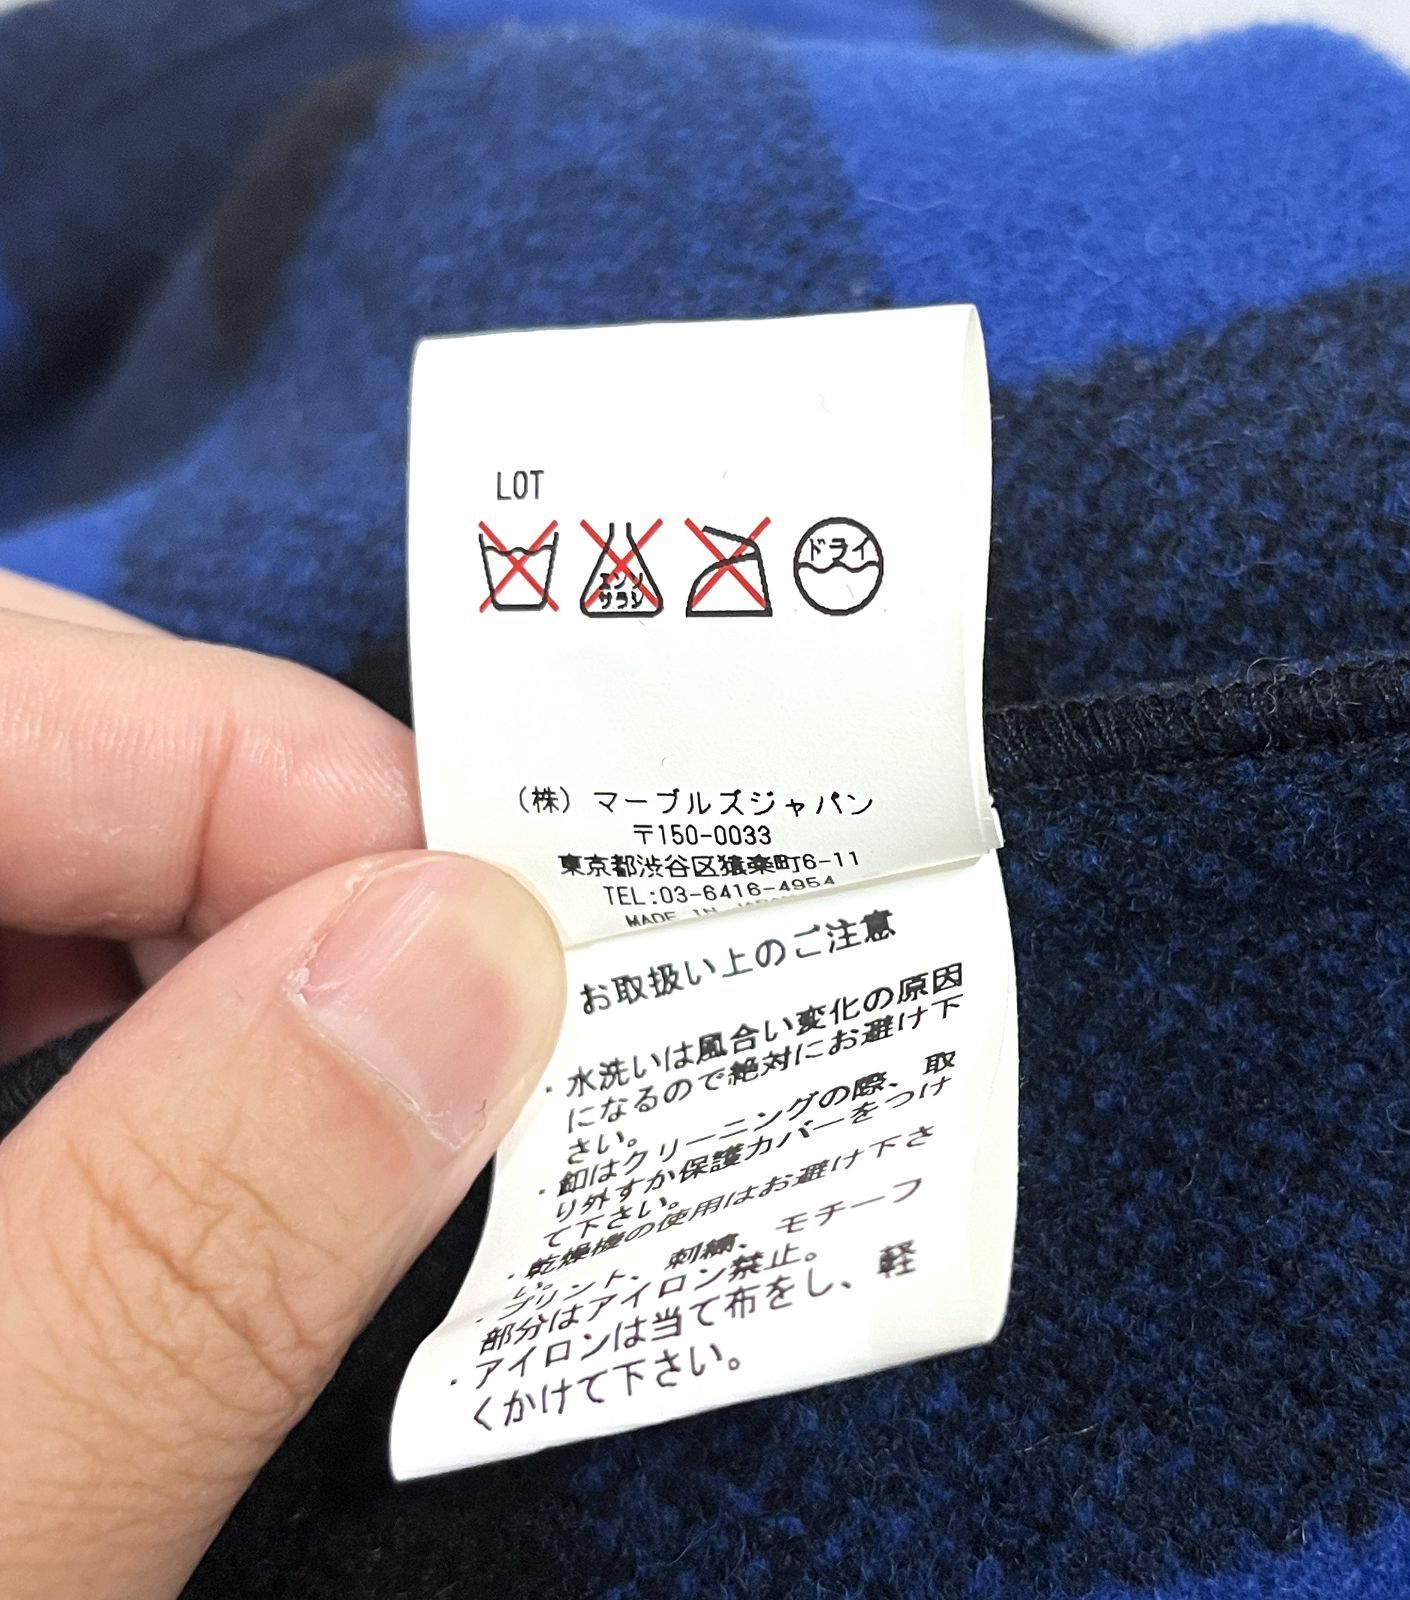 LOT
エンソ
サラシ
ドライ
(株) マーブルズジャパン
〒150-0033
東京都渋谷区猿楽町6-11
TEL:03-6416-4954
MADE IN
お取扱い上のご注意
・水洗いは風合い変化の原因
になるので絶対にお避け下
さい。
・釦はクリーニングの際、取
り外すか保護カバーをつけ
て下さい。
・乾燥機の使用はお避け下さ
い。
・プリント、刺繍、モチーフ
部分はアイロン禁止。
・アイロンは当て布をし、軽
くかけて下さい。